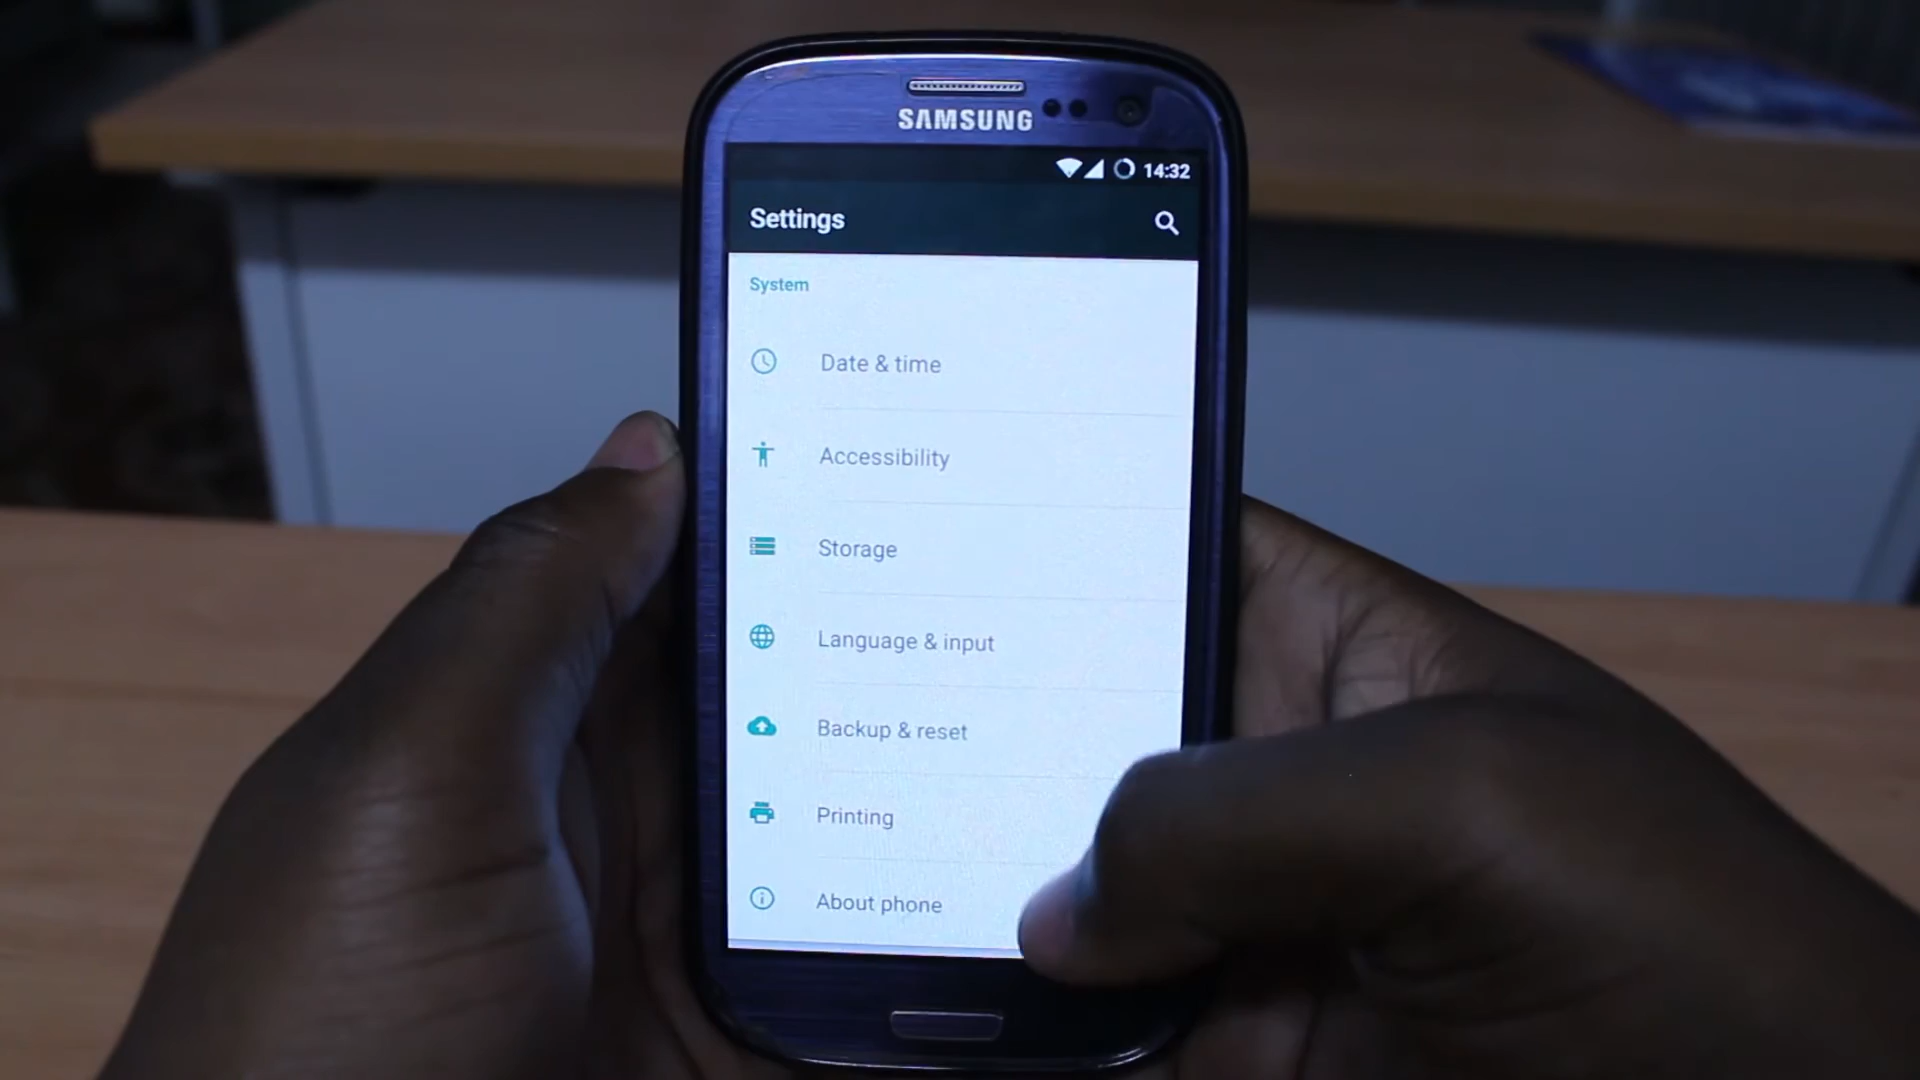 SAMSUNG
14:32
Settings
System
Date & time
Accessibility
Storage
Language & input
Backup & reset
Printing
About phone